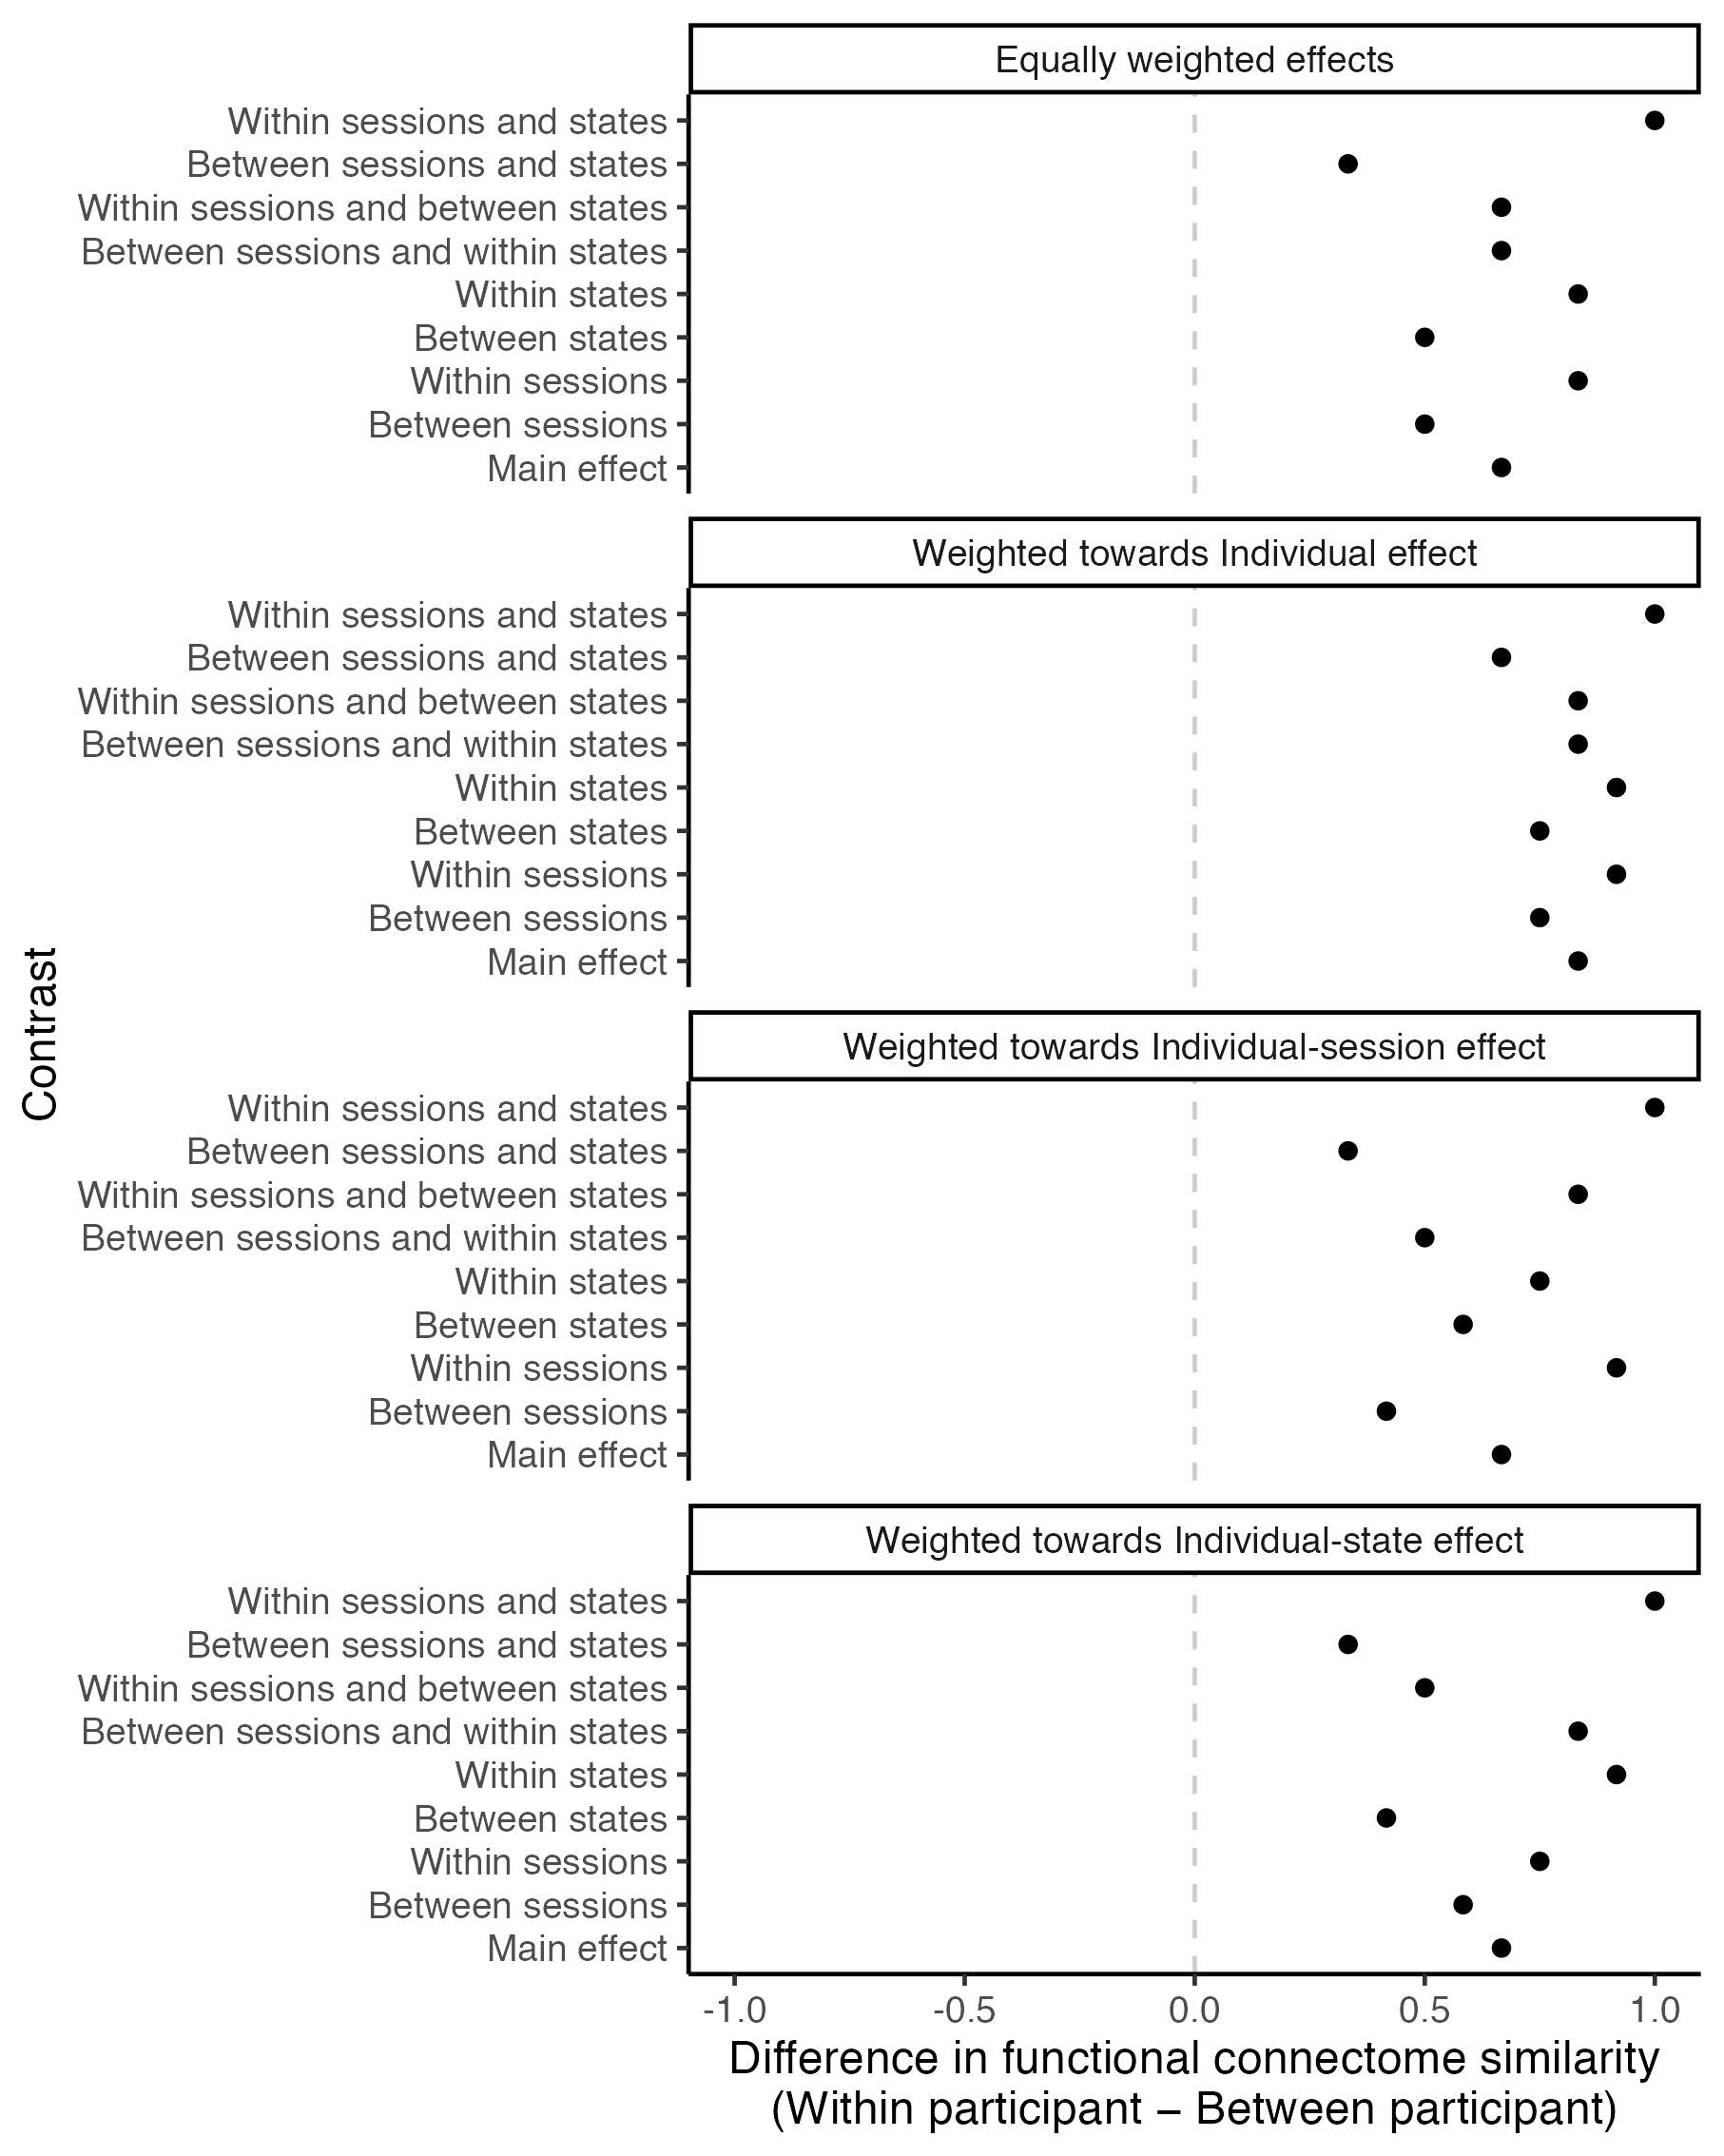 Equally weighted effects
Within sessions and states
Between sessions and states
Within sessions and between states
Between sessions and within states
Within states
Between states
Within sessions
Between sessions
Main effect
Weighted towards Individual effect
Within sessions and states
Between sessions and states
Within sessions and between states
Between sessions and within states
Within states
Between states
Within sessions
Between sessions
Main effect
Contrast
Weighted towards Individual-session effect
Within sessions and states
Between sessions and states
Within sessions and between states
Between sessions and within states
Within states
Between states
Within sessions
Between sessions
Main effect
Weighted towards Individual-state effect
Within sessions and states
Between sessions and states
Within sessions and between states
Between sessions and within states
Within states
Between states
Within sessions
Between sessions
Main effect
-1.0 -0.5 0.0 0.5 1.0
Difference in functional connectome similarity
(Within participant – Between participant)